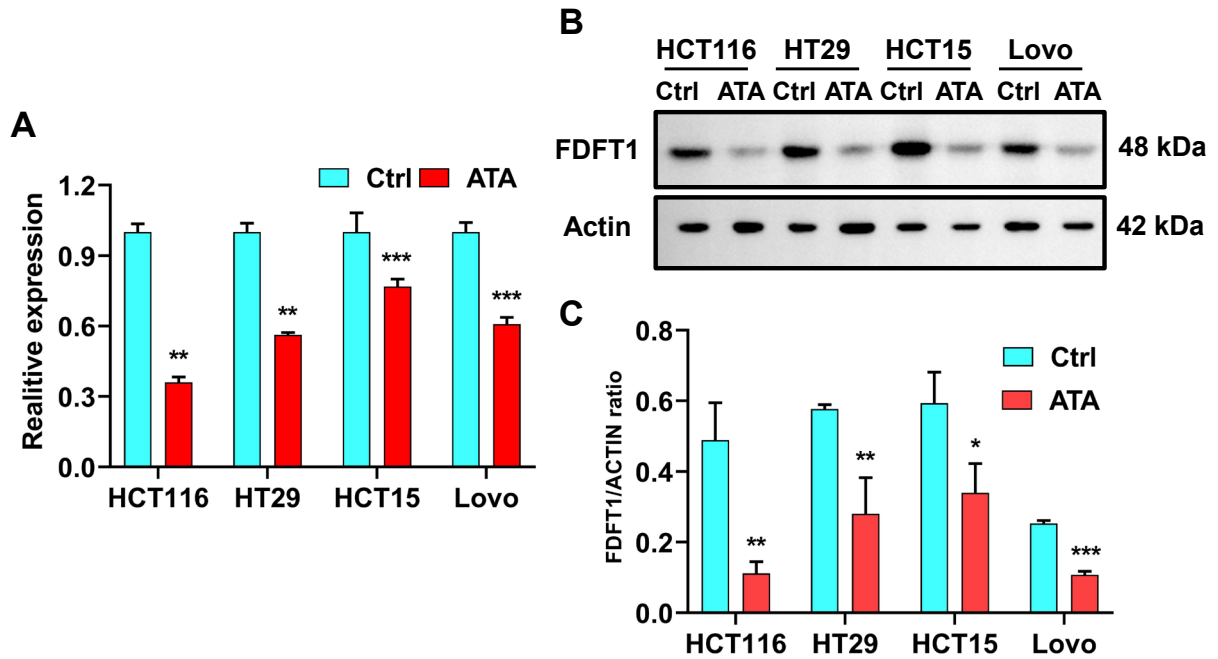 A
Ctrl ATA
1.2
0.9
0.6
0.3
0.0
Realitive expression
** ** *** ***
HCT116 HT29 HCT15 Lovo
B
HCT116 HT29 HCT15 Lovo
Ctrl ATA Ctrl ATA Ctrl ATA Ctrl ATA
FDFT1 48 kDa
Actin 42 kDa
C
Ctrl
ATA
0.8
0.6
0.4
0.2
0.0
FDFT1/ACTIN ratio
** ** * ***
HCT116 HT29 HCT15 Lovo